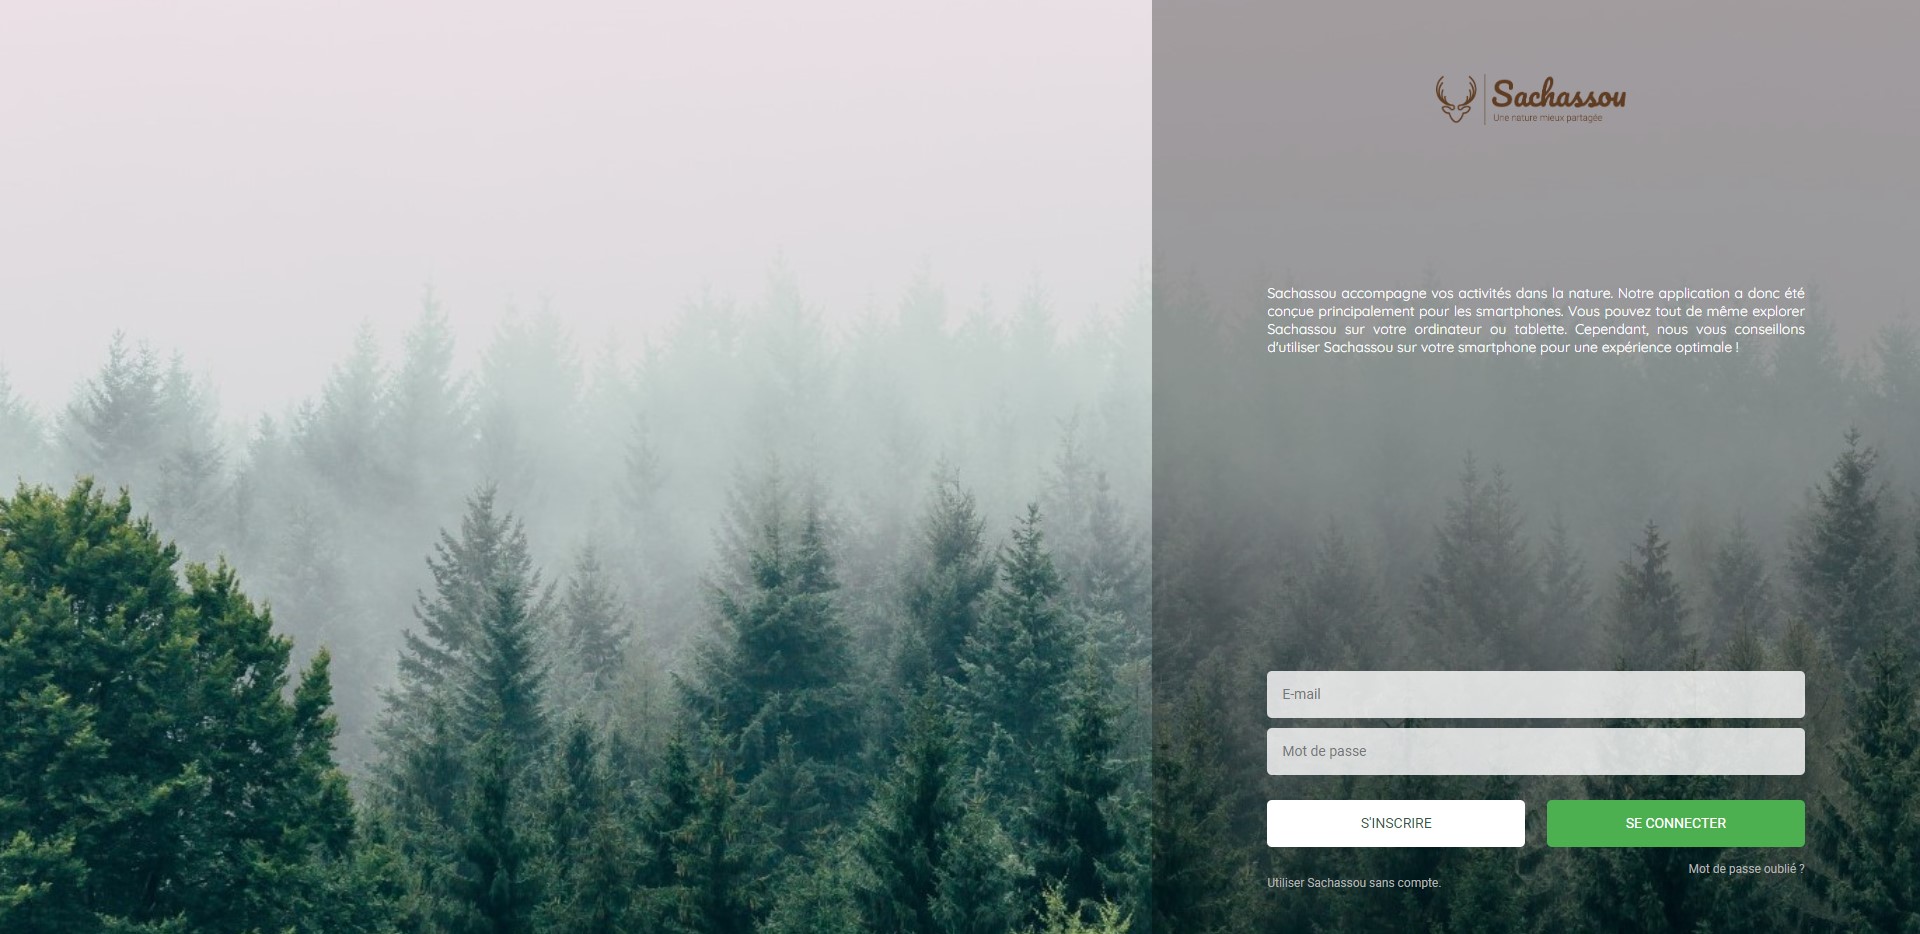 Sachassou
Une nature mieux partagée
Sachassou accompagne vos activités dans la nature. Notre application a donc été
conçue principalement pour les smartphones. Vous pouvez tout de même explorer
Sachassou sur votre ordinateur ou tablette. Cependant, nous vous conseillons
d'utiliser Sachassou sur votre smartphone pour une expérience optimale !
E-mail
Mot de passe
S'INSCRIRE
SE CONNECTER
Mot de passe oublié ?
Utiliser Sachassou sans compte.